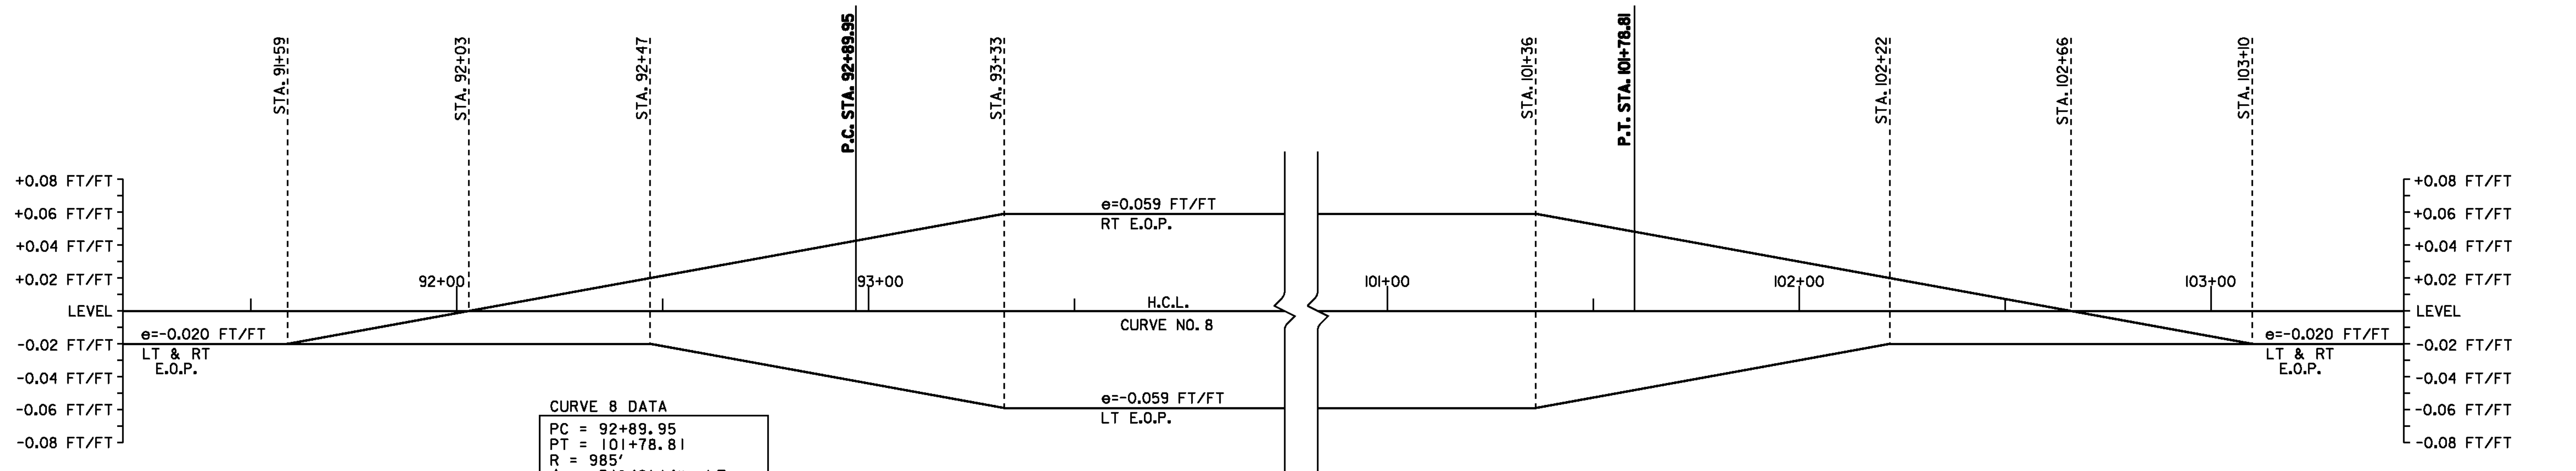 STA. 91+59
STA. 92+03
STA. 92+47
P.C. STA. 92+89.95
STA. 93+33
STA. 101+36
P.T. STA. 101+78.81
STA. 102+22
STA. 102+66
STA. 103+10
+0.08 FT/FT
+0.06 FT/FT
+0.04 FT/FT
+0.02 FT/FT
LEVEL
-0.02 FT/FT
-0.04 FT/FT
-0.06 FT/FT
-0.08 FT/FT
e=-0.020 FT/FT
LT & RT
E.O.P.
92+00
93+00
e=0.059 FT/FT
RT E.O.P.
H.C.L.
CURVE NO. 8
e=-0.059 FT/FT
LT E.O.P.
101+00
102+00
103+00
e=-0.020 FT/FT
LT & RT
E.O.P.
+0.08 FT/FT
+0.06 FT/FT
+0.04 FT/FT
+0.02 FT/FT
LEVEL
-0.02 FT/FT
-0.04 FT/FT
-0.06 FT/FT
-0.08 FT/FT
CURVE 8 DATA
PC = 92+89.95
PT = 101+78.81
R = 985'